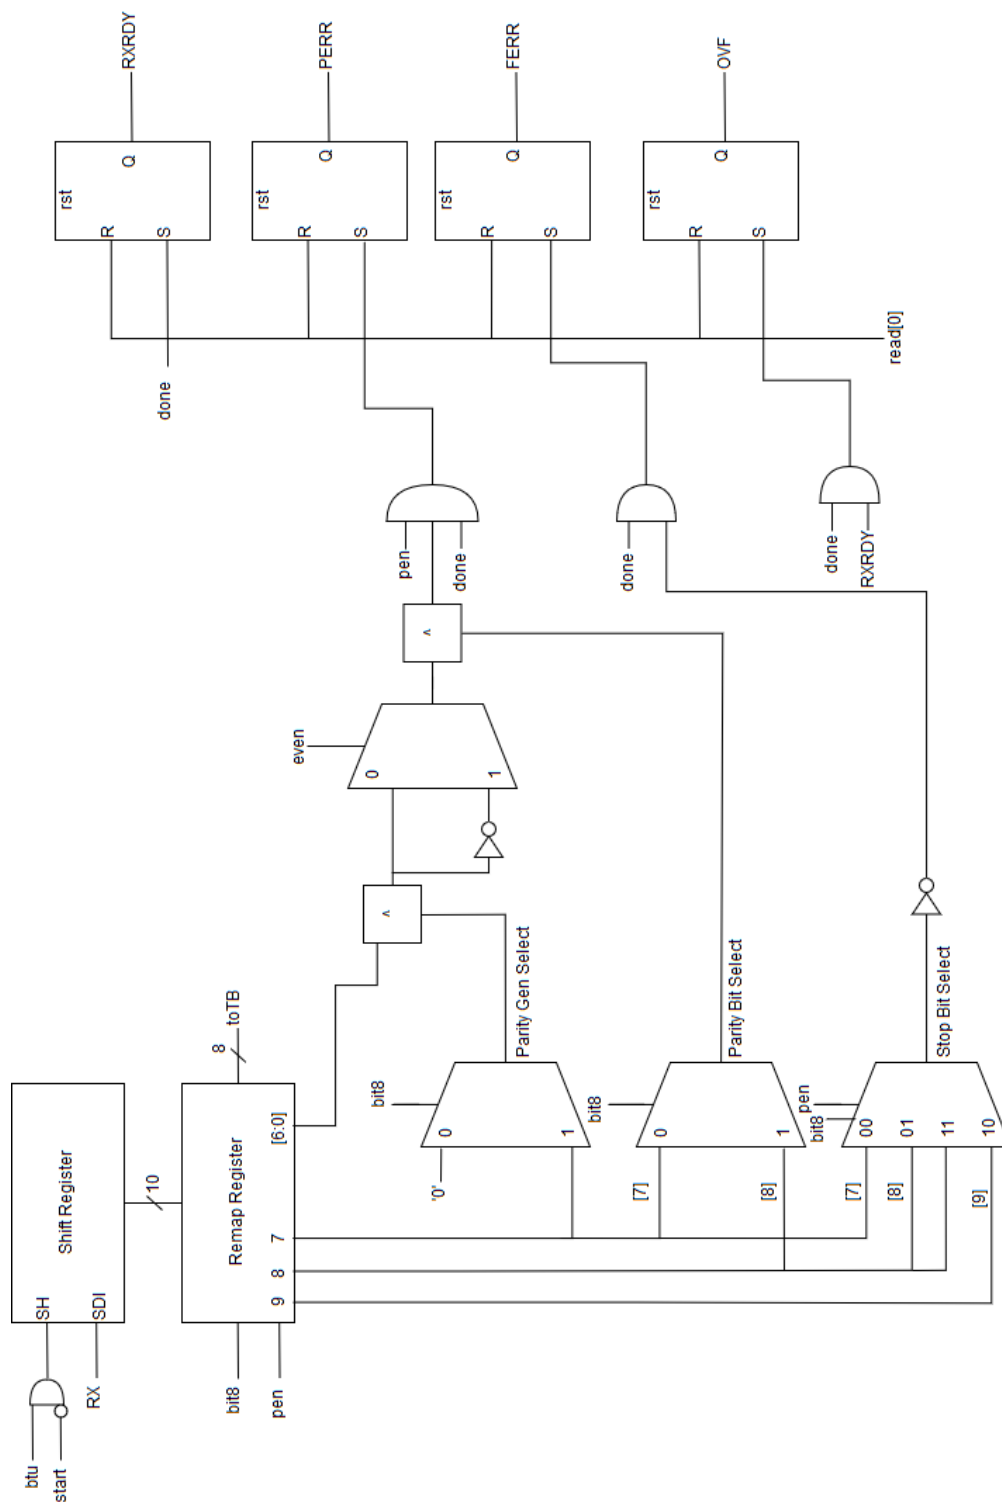 btu
start
SH
Shift Register
RX
SDI
10
bit8
pen
Remap Register
8
toTB
[6:0]
7
8
9
'0'
bit8
0
1
Parity Gen Select
[7]
[8]
bit8
0
1
Parity Bit Select
[7]
[8]
[9]
bit8
pen
00
01
11
10
Stop Bit Select
^
even
0
1
^
pen
done
done
done
RXRDY
done
read[0]
R
S
rst
Q
RXRDY
R
S
rst
Q
PERR
R
S
rst
Q
FERR
R
S
rst
Q
OVF